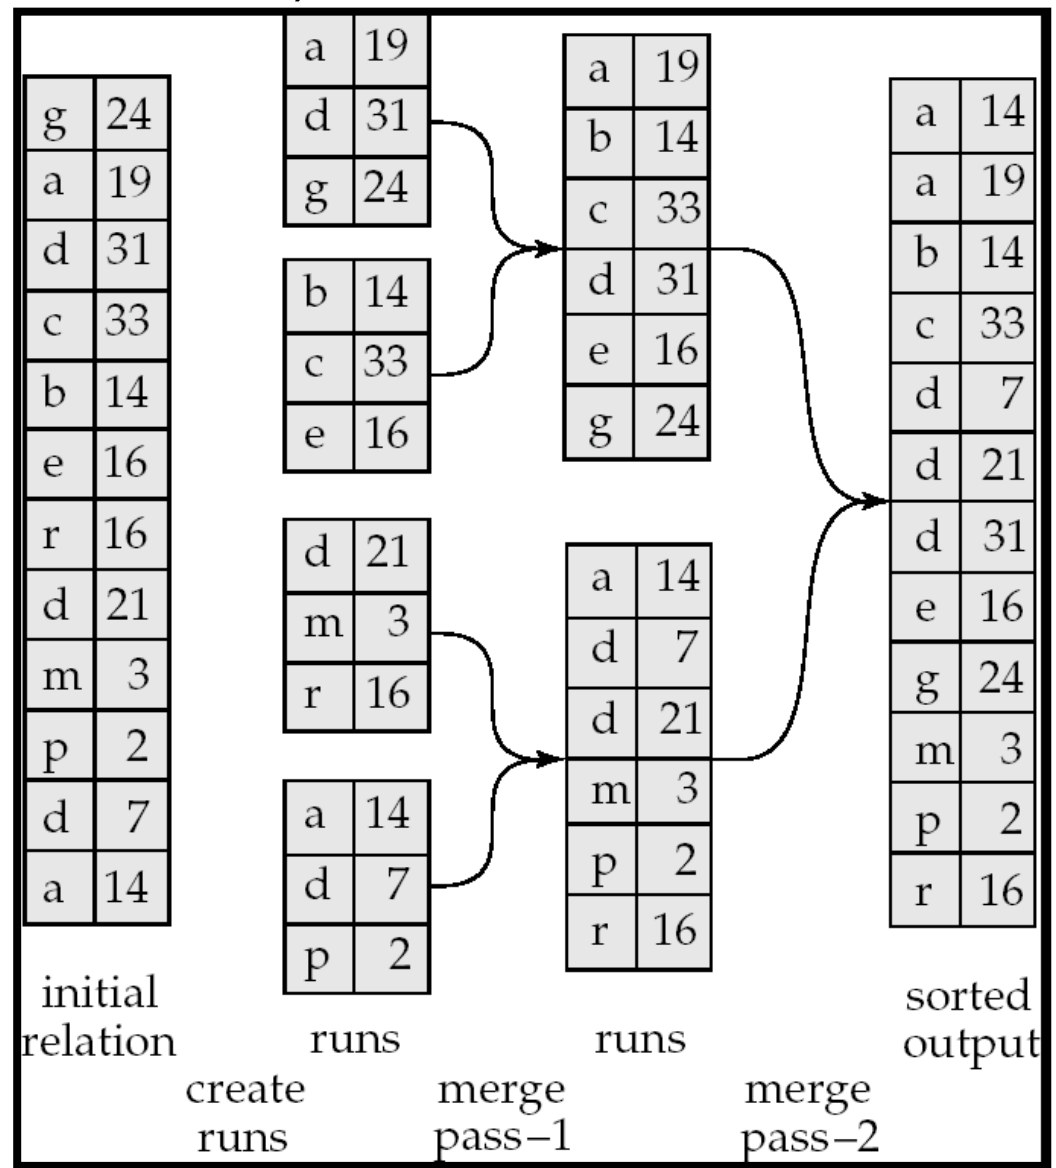 g 24
a 19
d 31
c 33
b 14
e 16
r 16
d 21
m 3
p 2
d 7
a 14
initial
relation
create
runs
a 19
d 31
g 24
b 14
c 33
e 16
d 21
m 3
r 16
a 14
d 7
p 2
runs
merge
pass–1
a 19
b 14
c 33
d 31
e 16
g 24
a 14
d 7
d 21
m 3
p 2
r 16
runs
merge
pass–2
a 14
a 19
b 14
c 33
d 7
d 21
d 31
e 16
g 24
m 3
p 2
r 16
sorted
output